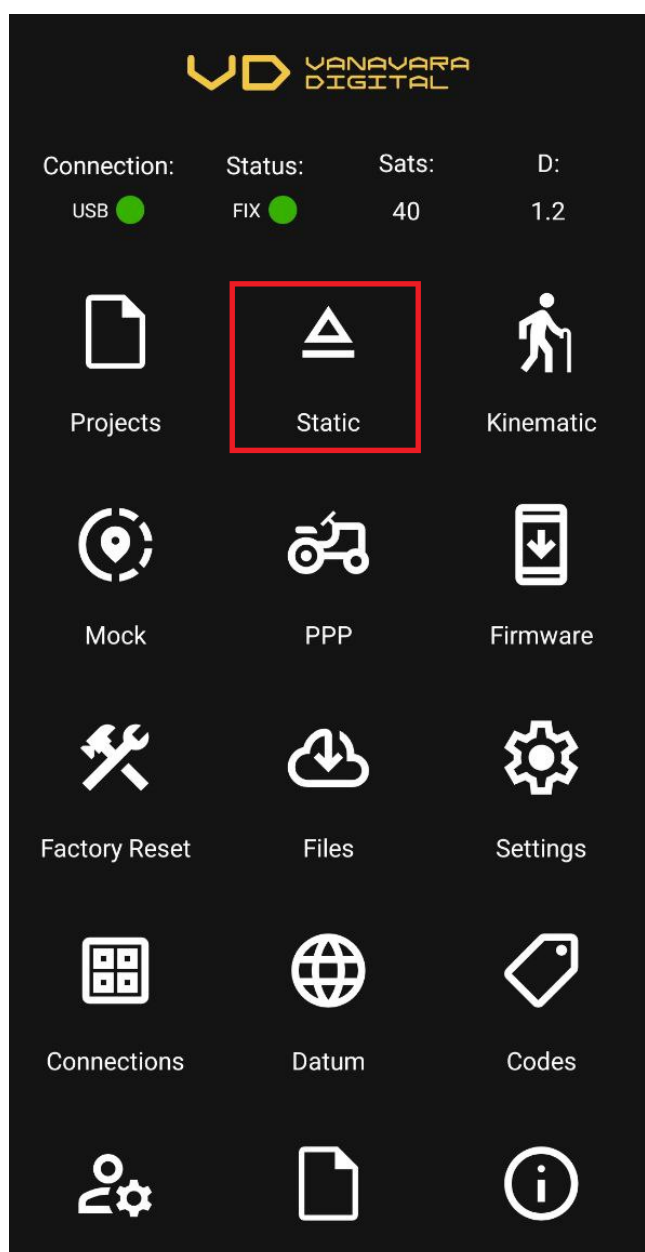 VD VANAVARA
DIGITAL
Connection: Status: Sats: D:
USB FIX 40 1.2
Projects Static Kinematic
Mock PPP Firmware
Factory Reset Files Settings
Connections Datum Codes